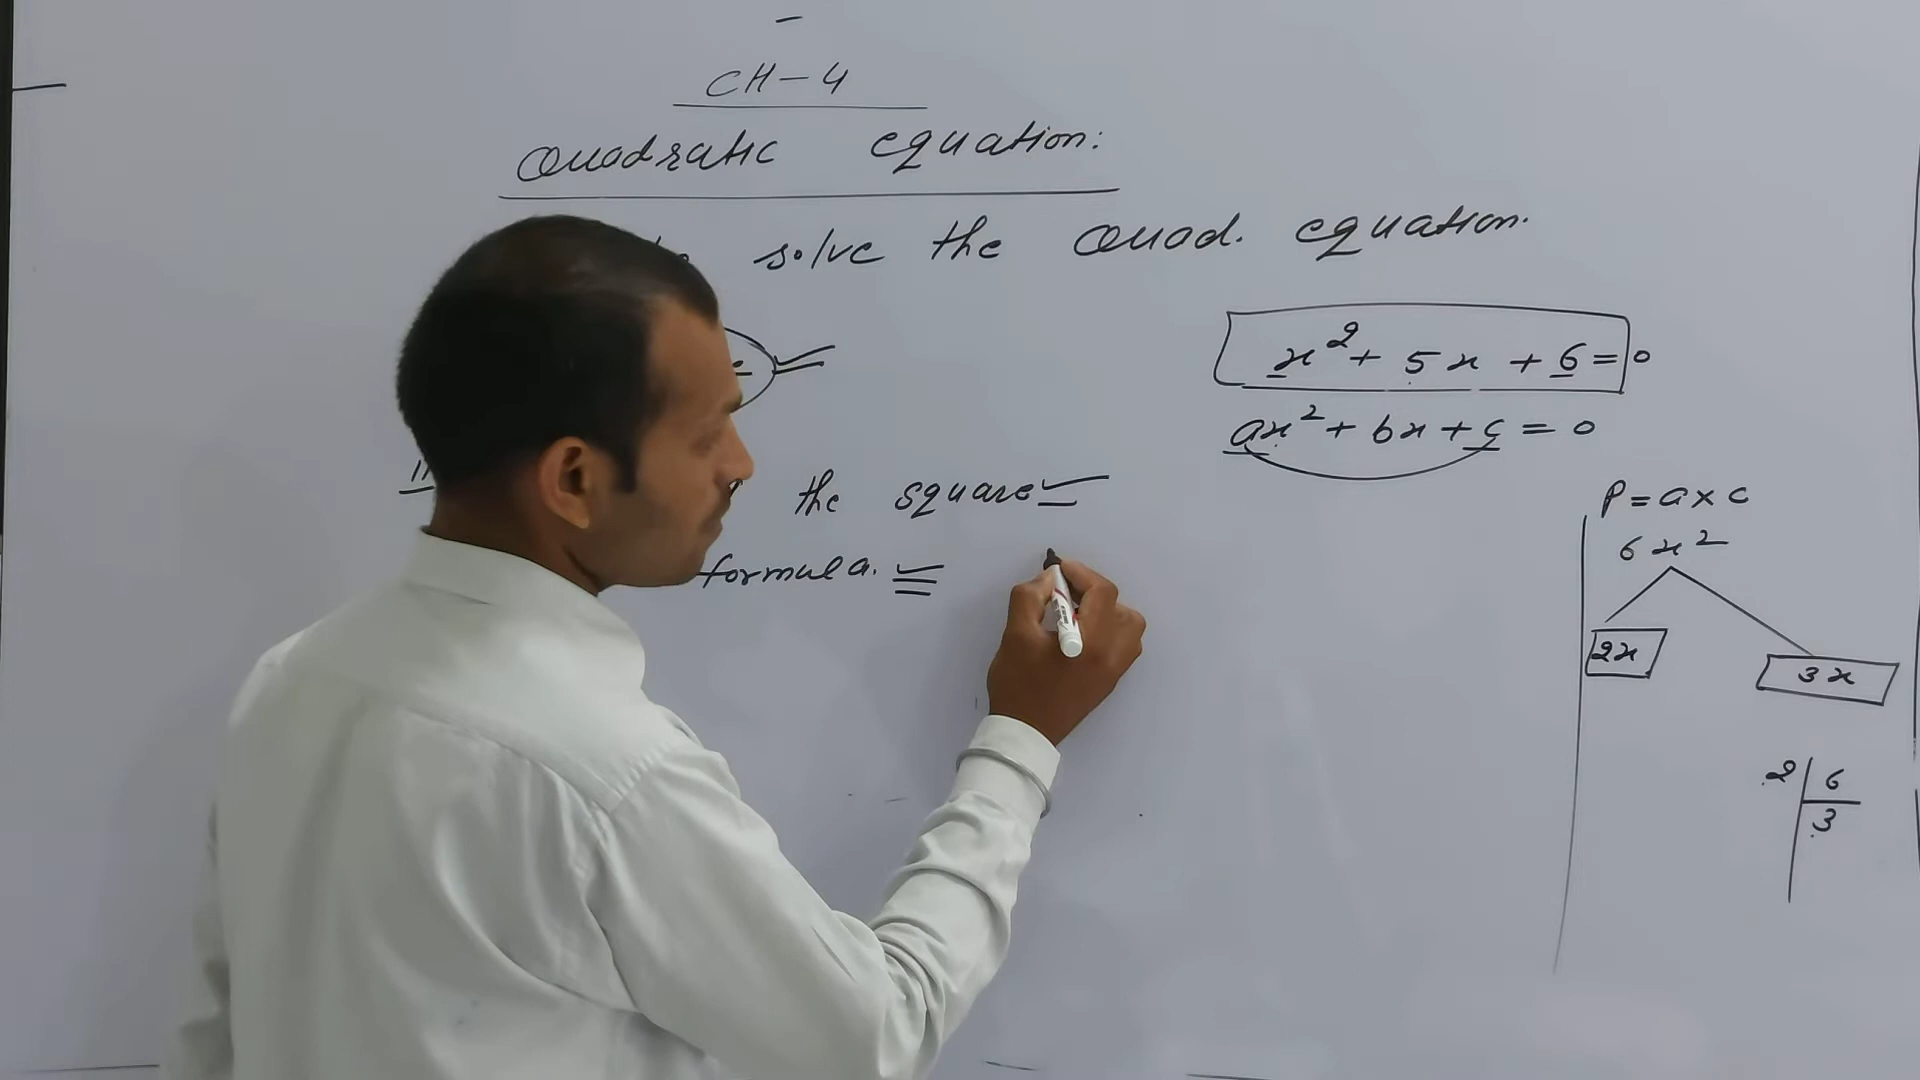 CH-4
Quadratic equation:
solve the Quad. equation.
x² + 5x + 6 = 0
ax² + bx + c = 0
the square
formula.
P = a x c
6x²
2x 3x
2 6
3